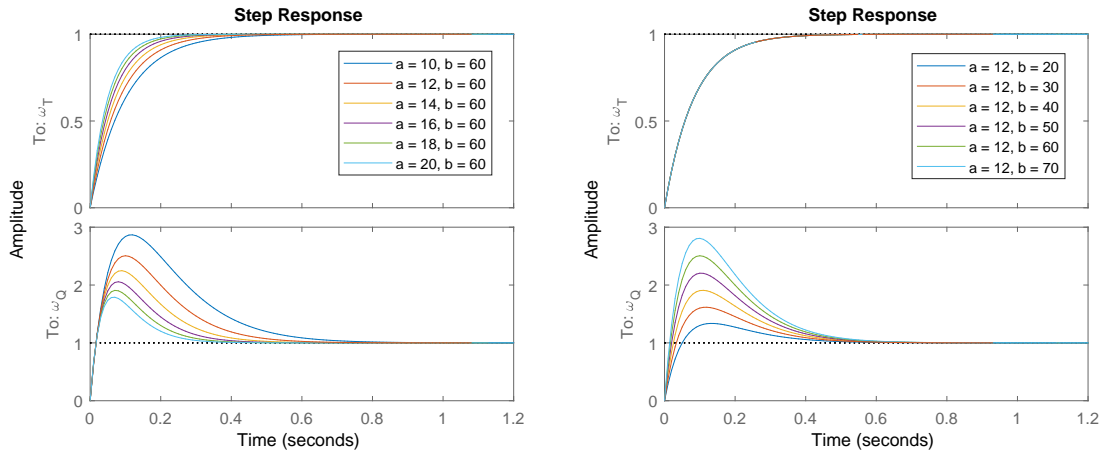 Step Response
1
0.5
0
To: ω_T
a = 10, b = 60
a = 12, b = 60
a = 14, b = 60
a = 16, b = 60
a = 18, b = 60
a = 20, b = 60
Amplitude
3
2
1
0
To: ω_Q
0 0.2 0.4 0.6 0.8 1 1.2
Time (seconds)
Step Response
1
0.5
0
To: ω_T
a = 12, b = 20
a = 12, b = 30
a = 12, b = 40
a = 12, b = 50
a = 12, b = 60
a = 12, b = 70
Amplitude
3
2
1
0
To: ω_Q
0 0.2 0.4 0.6 0.8 1 1.2
Time (seconds)